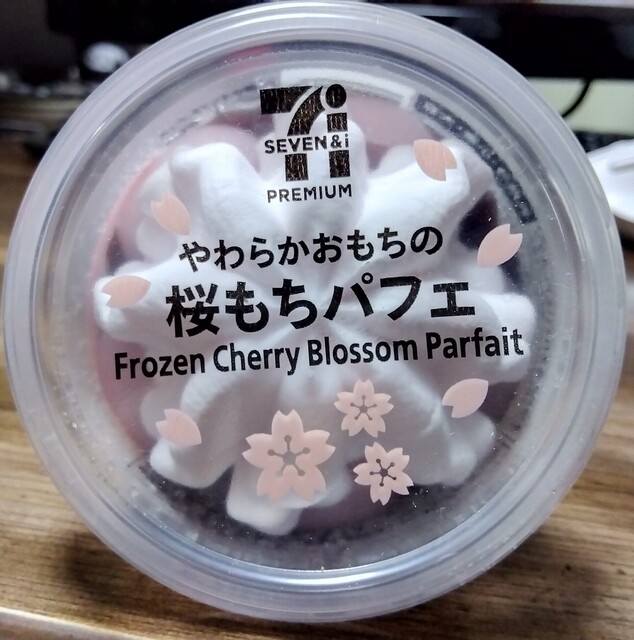 7i
SEVEN&i
PREMIUM
やわらかおもちの
桜もちパフェ
Frozen Cherry Blossom Parfait